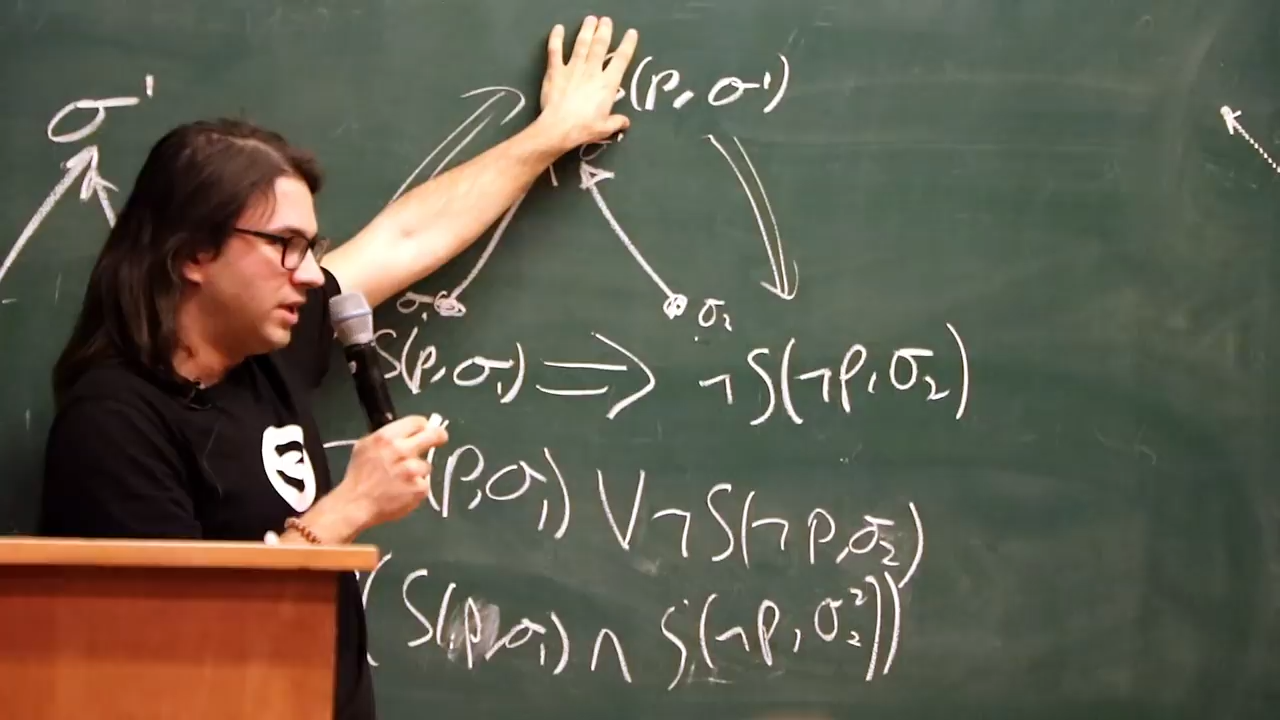 σ'
(p, σ')
σ₁ σ₂
S(p, σ₁) ⟹ ¬S(¬p, σ₂)
(p, σ₁) ∨ ¬S(¬p, σ₂)
(S(p, σ₁) ∩ S(¬p, σ₂))